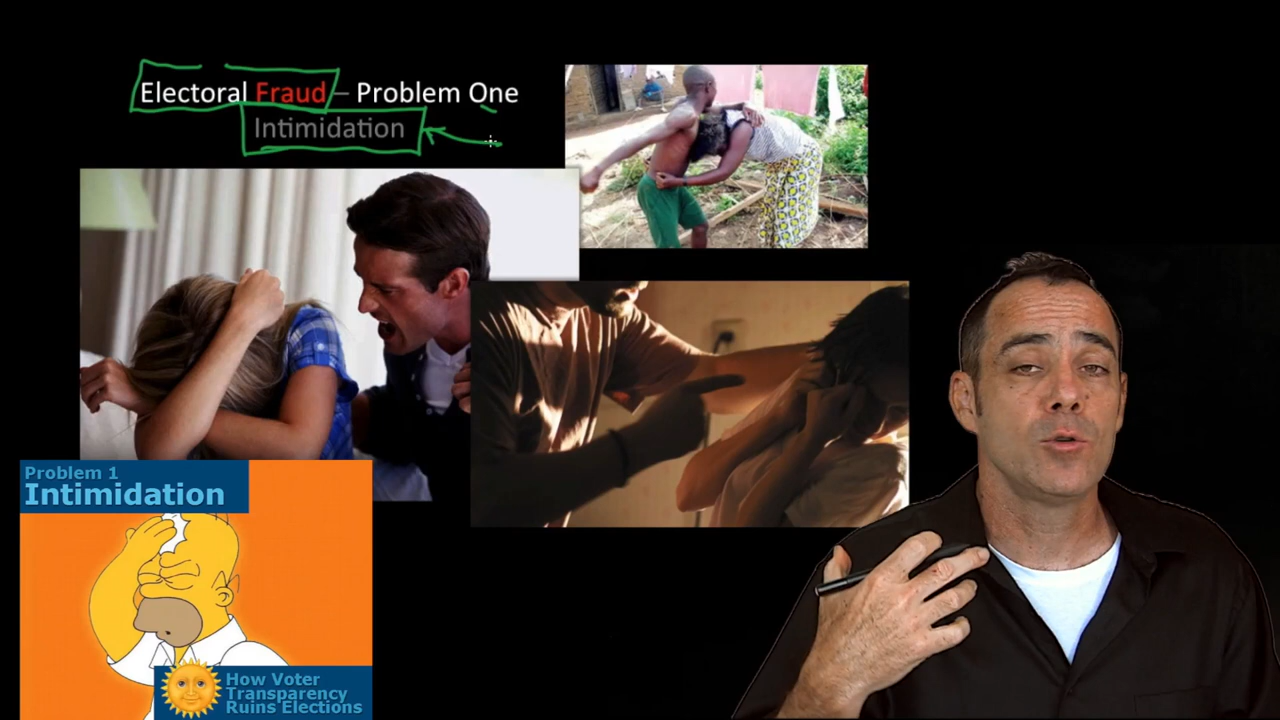 Electoral Fraud – Problem One
Intimidation
Problem 1
Intimidation
How Voter
Transparency
Ruins Elections